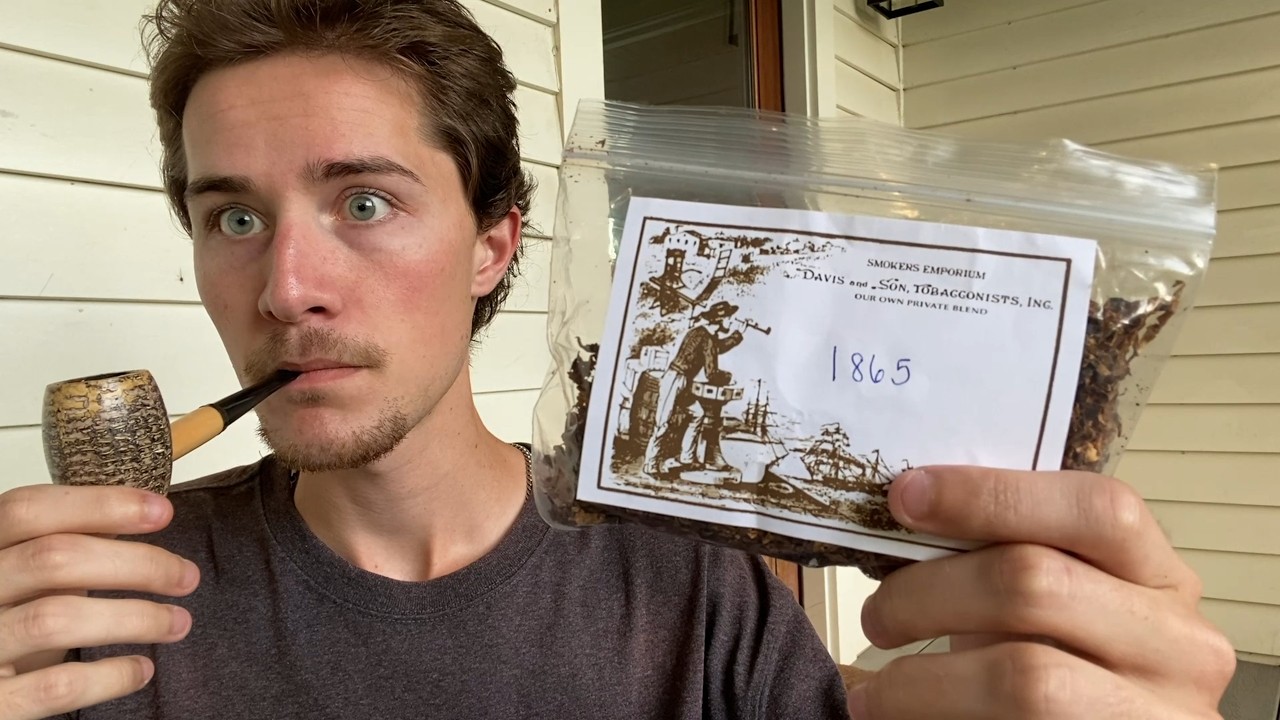 SMOKERS EMPORIUM
DAVIS and SON, TOBACCONISTS, INC.
OUR OWN PRIVATE BLEND
1865